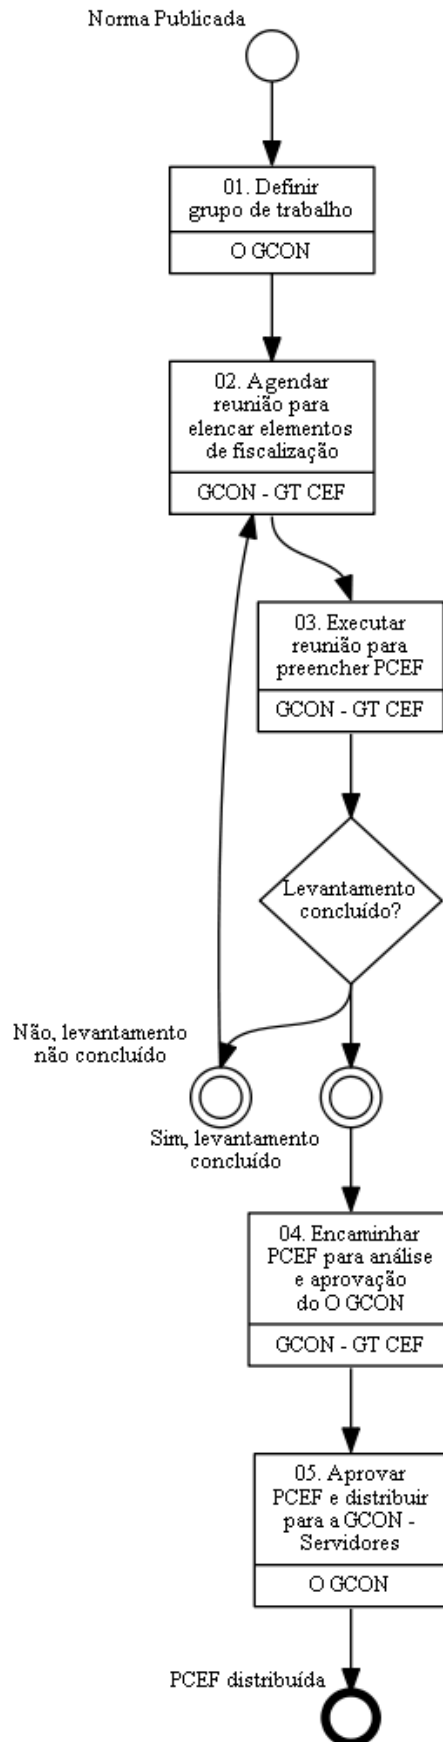 Norma Publicada
01. Definir
grupo de trabalho
O GCON
02. Agendar
reunião para
elencar elementos
de fiscalização
GCON - GT CEF
03. Executar
reunião para
preencher PCEF
GCON - GT CEF
Levantamento
concluído?
Não, levantamento
não concluído
Sim, levantamento
concluído
04. Encaminhar
PCEF para análise
e aprovação
do O GCON
GCON - GT CEF
05. Aprovar
PCEF e distribuir
para a GCON -
Servidores
O GCON
PCEF distribuída